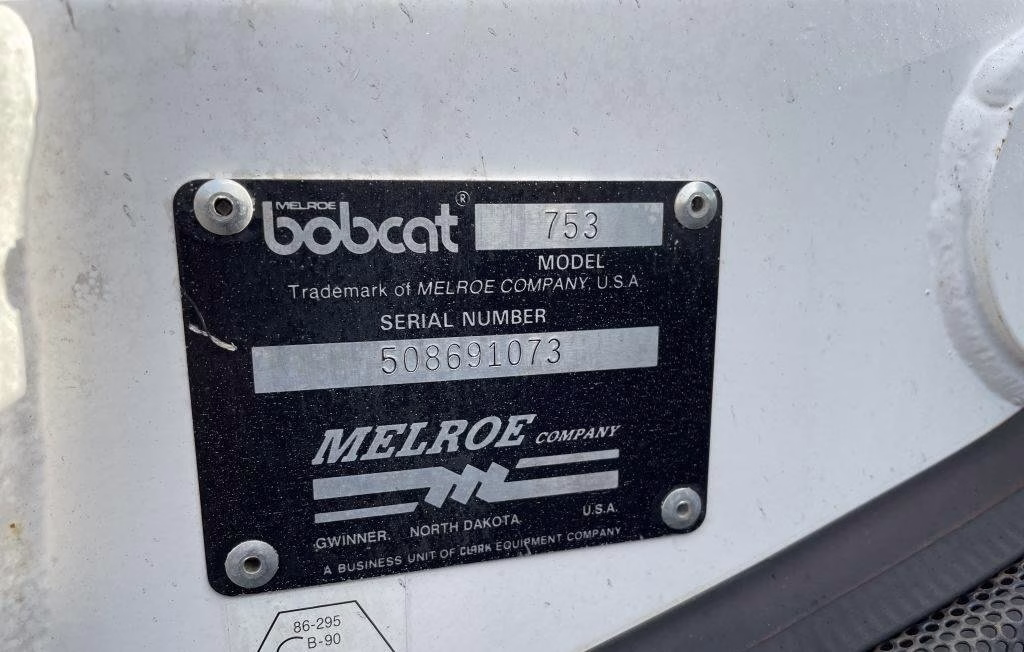 MELROE
bobcat® 753
MODEL
Trademark of MELROE COMPANY, U.S.A
SERIAL NUMBER
508691073
MELROE COMPANY
GWINNER, NORTH DAKOTA U.S.A.
A BUSINESS UNIT OF CLARK EQUIPMENT COMPANY
86-295
B-90